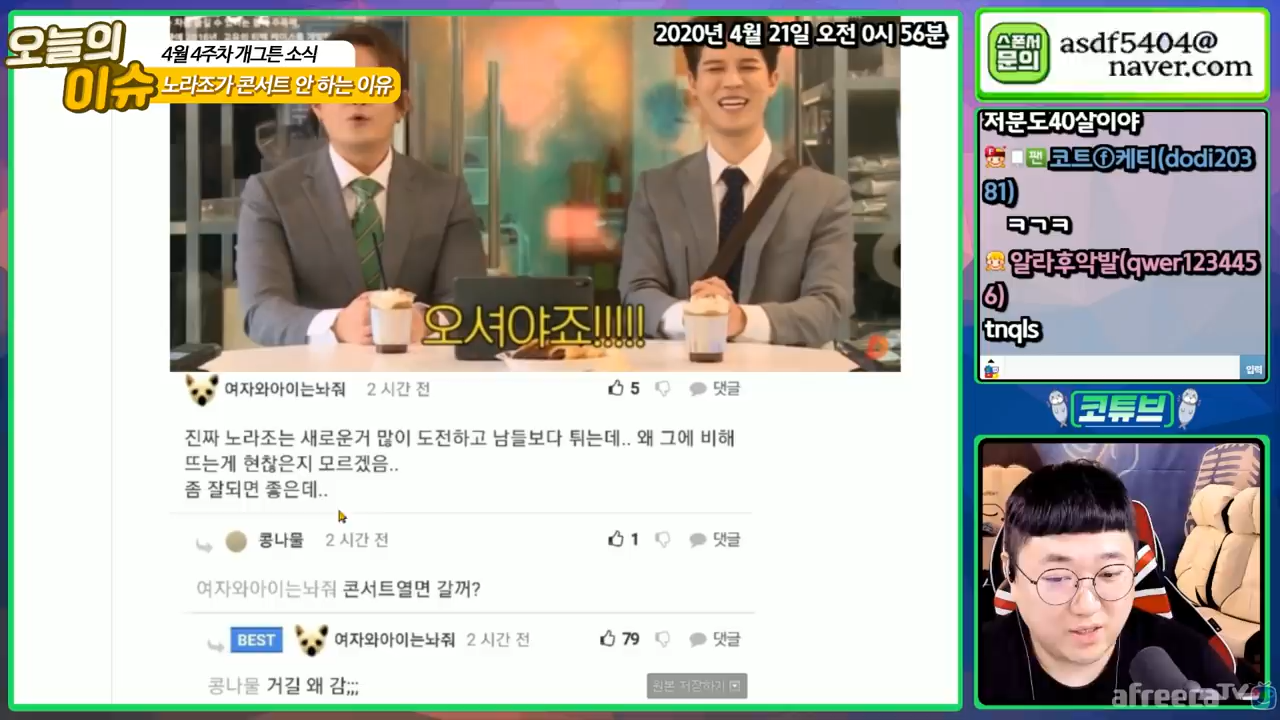 오늘의
이슈
4월 4주차 개그튼 소식
노라조가 콘서트 안 하는 이유
2020년 4월 21일 오전 0시 56분
오셔야죠!!!!!
여자와아이는놔줘 2 시간 전 5 댓글
진짜 노라조는 새로운거 많이 도전하고 남들보다 튀는데.. 왜 그에 비해
뜨는게 현찮은지 모르겠음..
좀 잘되면 좋은데..
콩나물 2 시간 전 1 댓글
여자와아이는놔줘 콘서트열면 갈꺼?
BEST 여자와아이는놔줘 2 시간 전 79 댓글
콩나물 거길 왜 감;;;
원본 저장하기
스폰서
문의
asdf5404@
naver.com
저분도40살이야
팬 코트ⓕ케티(dodi203
81)
ㅋㄱㅋ
알라후악발(qwer123445
6)
tnqls
입력
코튜브
afreecaTV